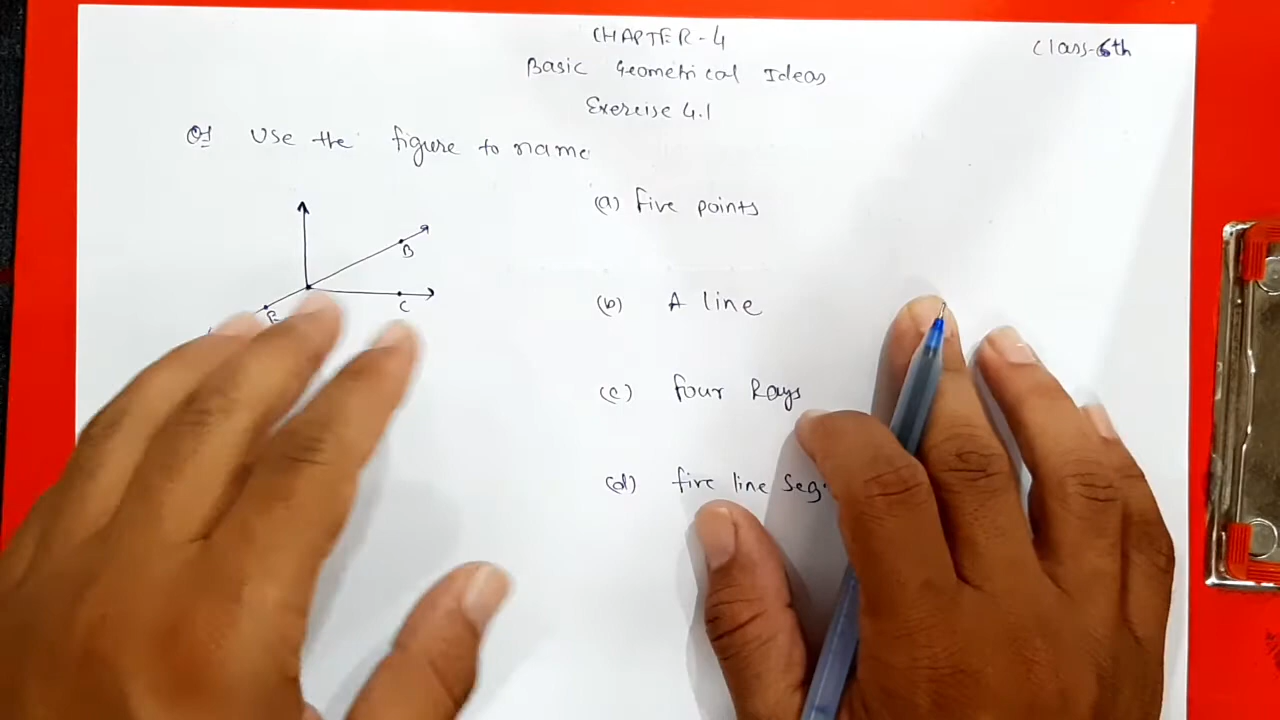 CHAPTER-4
Class-6th
Basic Geometrical Ideas
Exercise 4.1
Q1 Use the figure to name
(a) Five points
B
C
E
(b) A line
(c) Four Rays
(d) five line Seg